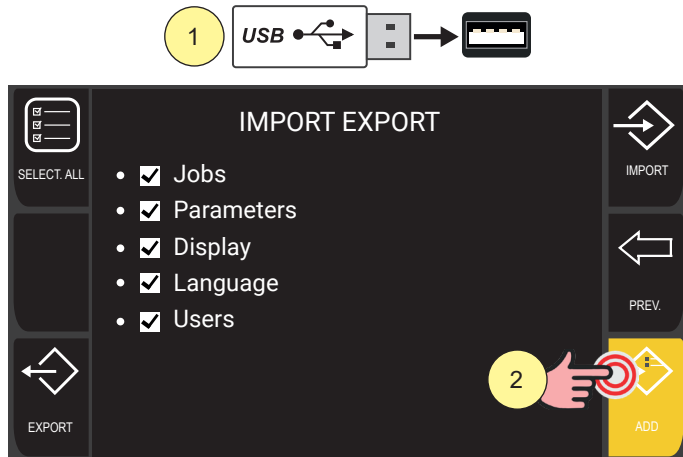 1
USB
IMPORT EXPORT
SELECT. ALL
IMPORT
• Jobs
• Parameters
• Display
• Language
• Users
PREV.
2
EXPORT
ADD